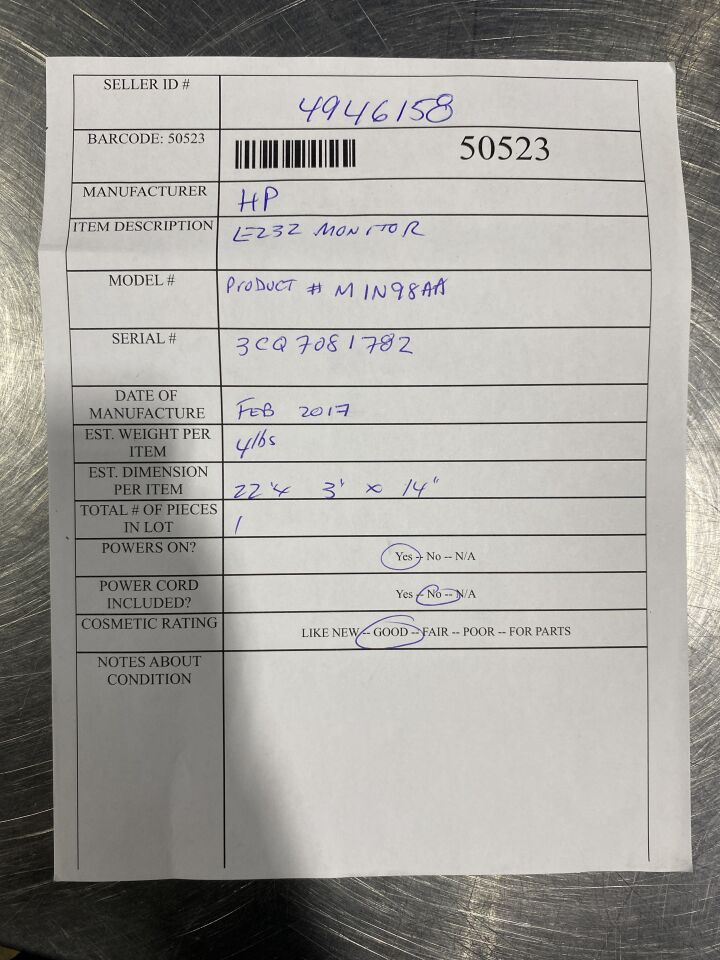 SELLER ID # 4946158
BARCODE: 50523 50523
MANUFACTURER HP
ITEM DESCRIPTION E232 MONITOR
MODEL # PRODUCT # M1N98AA
SERIAL # 3CQ7081782
DATE OF
MANUFACTURE FEB 2017
EST. WEIGHT PER
ITEM 4lbs
EST. DIMENSION
PER ITEM 22"x 3" x 14"
TOTAL # OF PIECES
IN LOT 1
POWERS ON? Yes -- No -- N/A
POWER CORD
INCLUDED? Yes -- No -- N/A
COSMETIC RATING LIKE NEW -- GOOD -- FAIR -- POOR -- FOR PARTS
NOTES ABOUT
CONDITION